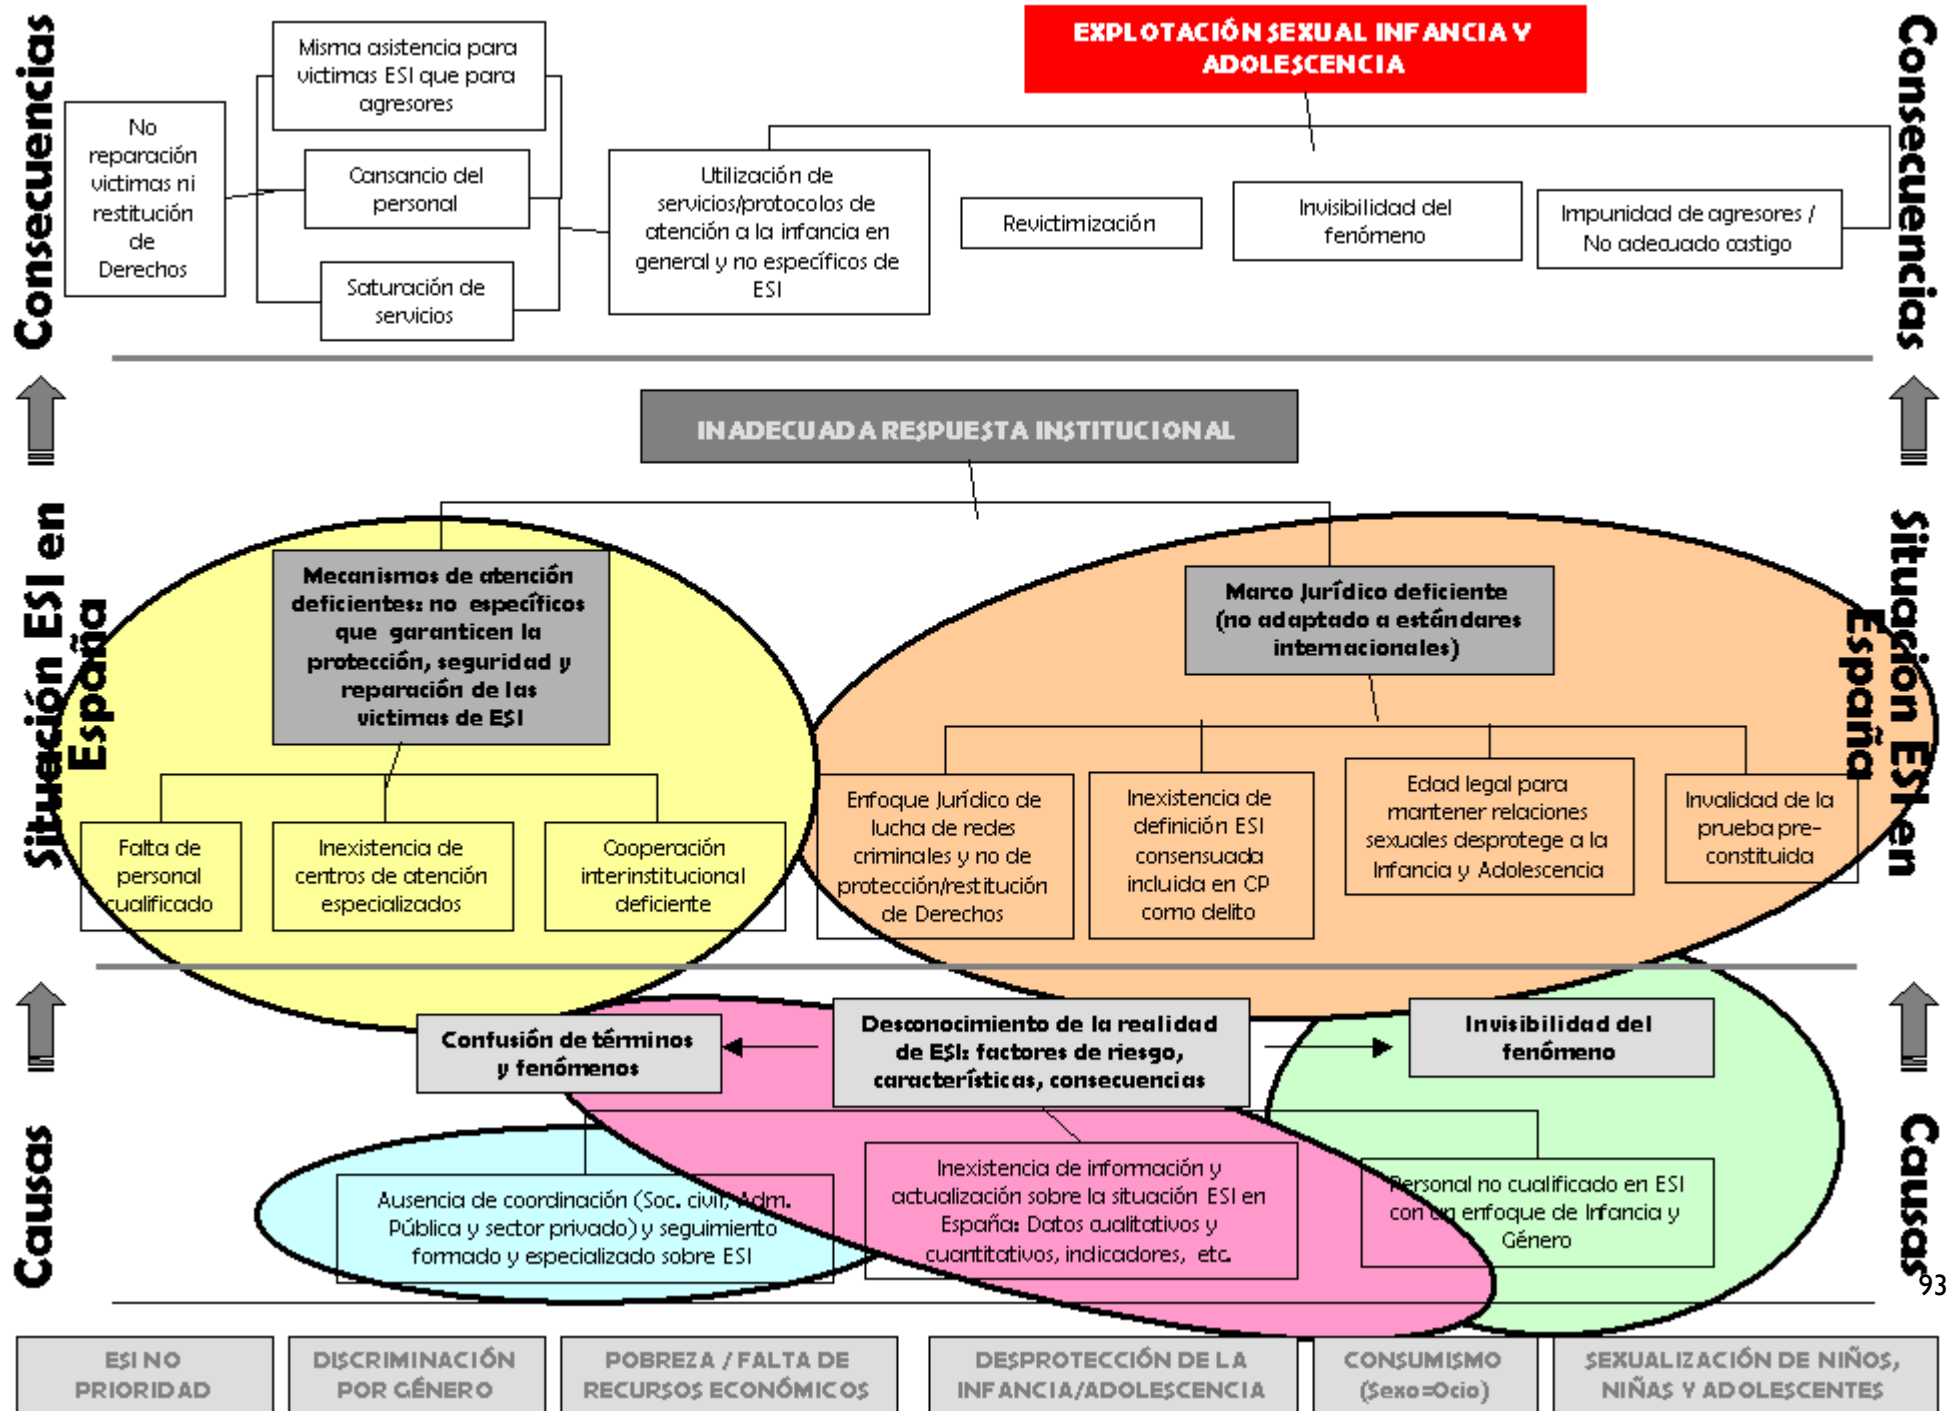 Consecuencias
EXPLOTACIÓN SEXUAL INFANCIA Y
ADOLESCENCIA
Consecuencias
Misma asistencia para
victimas ESI que para
agresores
No
reparación
victimas ni
restitución
de
Derechos
Cansancio del
personal
Saturación de
servicios
Utilización de
servicios/protocolos de
atención a la infancia en
general y no específicos de
ESI
Revictimización
Invisibilidad del
fenómeno
Impunidad de agresores /
No adecuado castigo
INADECUADA RESPUESTA INSTITUCIONAL
Situación ESI en
España
Situación ESI en
España
Mecanismos de atención
deficientes: no específicos
que garanticen la
protección, seguridad y
reparación de las
victimas de ESI
Marco Jurídico deficiente
(no adaptado a estándares
internacionales)
Falta de
personal
cualificado
Inexistencia de
centros de atención
especializados
Cooperación
interinstitucional
deficiente
Enfoque Jurídico de
lucha de redes
criminales y no de
protección/restitución
de Derechos
Inexistencia de
definición ESI
consensuada
incluida en CP
como delito
Edad legal para
mantener relaciones
sexuales desprotege a la
Infancia y Adolescencia
Invalidad de la
prueba pre-
constituida
Confusión de términos
y fenómenos
Desconocimiento de la realidad
de ESI: factores de riesgo,
características, consecuencias
Invisibilidad del
fenómeno
Causas
Causas
Ausencia de coordinación (Soc. civil, Adm.
Pública y sector privado) y seguimiento
formado y especializado sobre ESI
Inexistencia de información y
actualización sobre la situación ESI en
España: Datos cualitativos y
cuantitativos, indicadores, etc.
Personal no cualificado en ESI
con un enfoque de Infancia y
Género
93
ESI NO
PRIORIDAD
DISCRIMINACIÓN
POR GÉNERO
POBREZA / FALTA DE
RECURSOS ECONÓMICOS
DESPROTECCIÓN DE LA
INFANCIA/ADOLESCENCIA
CONSUMISMO
(Sexo=Ocio)
SEXUALIZACIÓN DE NIÑOS,
NIÑAS Y ADOLESCENTES